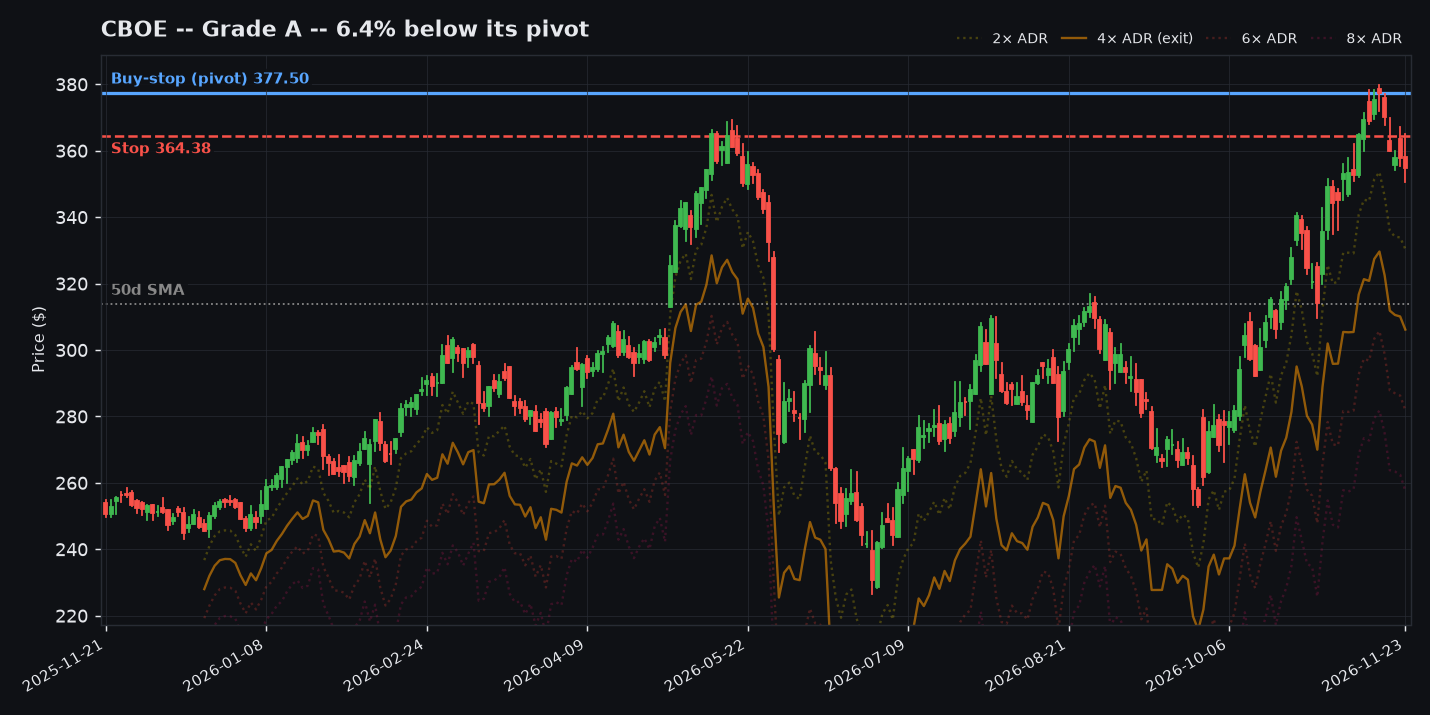 CBOE -- Grade A -- 6.4% below its pivot
2× ADR
4× ADR (exit)
6× ADR
8× ADR
Buy-stop (pivot) 377.50
Stop 364.38
50d SMA
Price ($)
380
360
340
320
300
280
260
240
220
2025-11-21
2026-01-08
2026-02-24
2026-04-09
2026-05-22
2026-07-09
2026-08-21
2026-10-06
2026-11-23